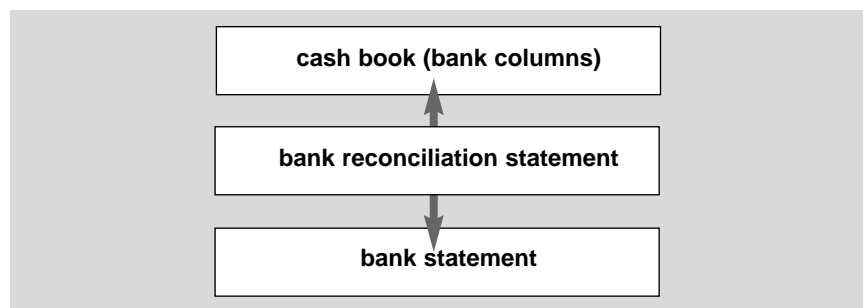 cash book (bank columns)
bank reconciliation statement
bank statement